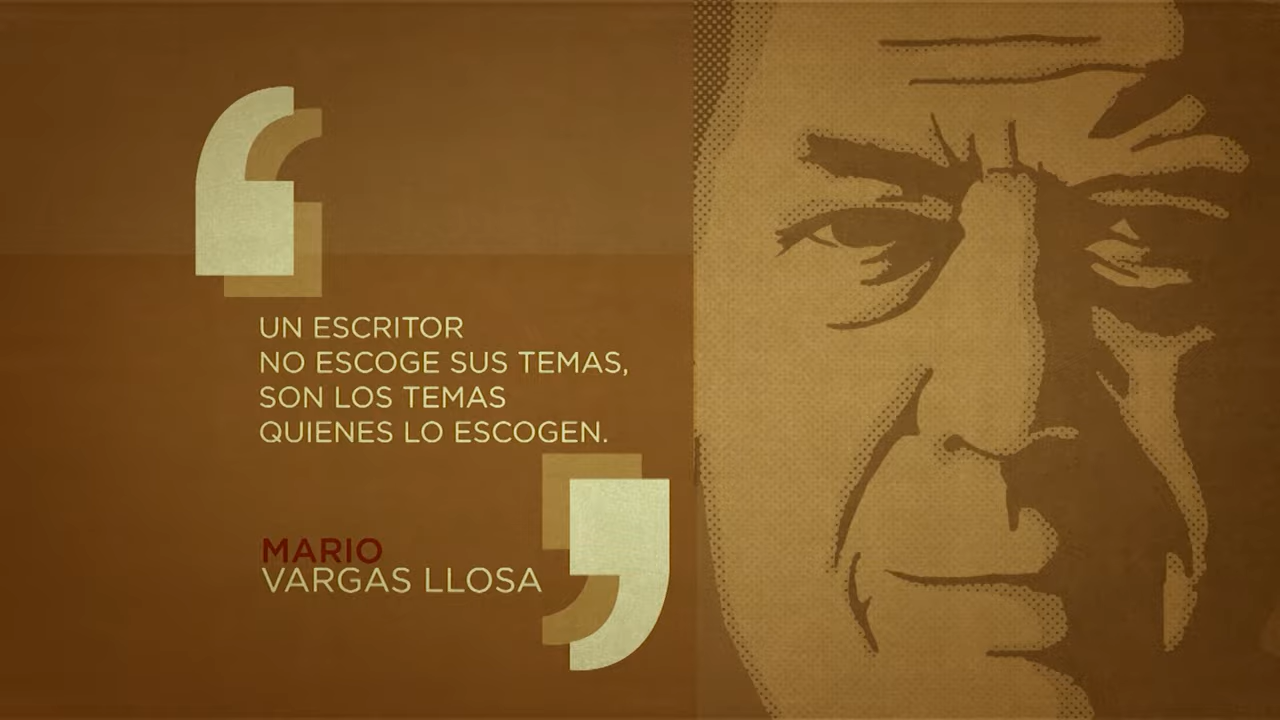 UN ESCRITOR
NO ESCOGE SUS TEMAS,
SON LOS TEMAS
QUIENES LO ESCOGEN.
MARIO
VARGAS LLOSA